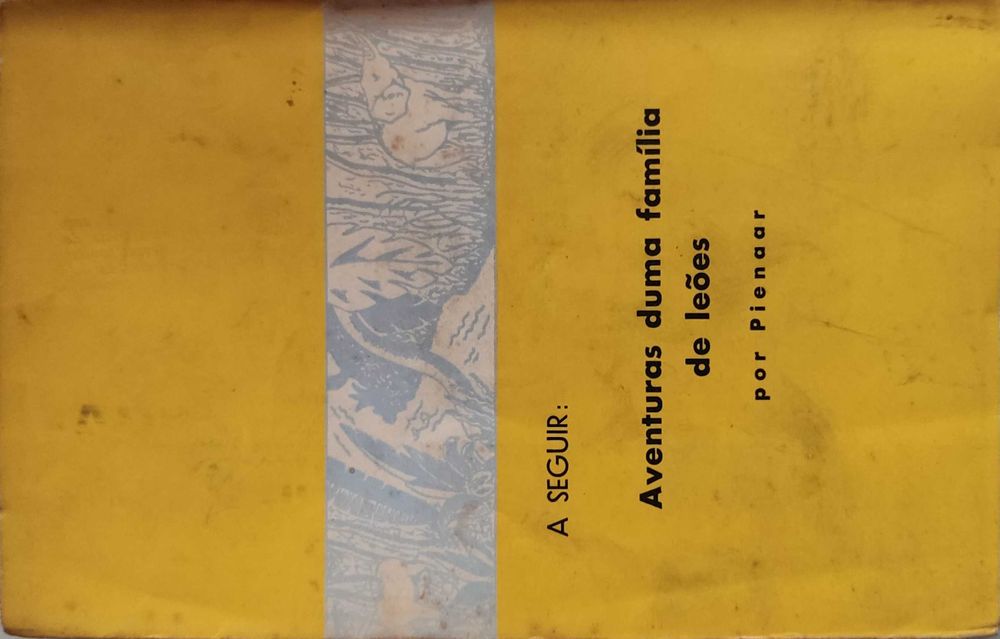 A SEGUIR:
Aventuras duma família
de leões
por Pienaar